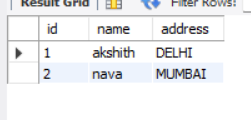 Result Grid Filter Rows:
id name address
1 akshith DELHI
2 nava MUMBAI